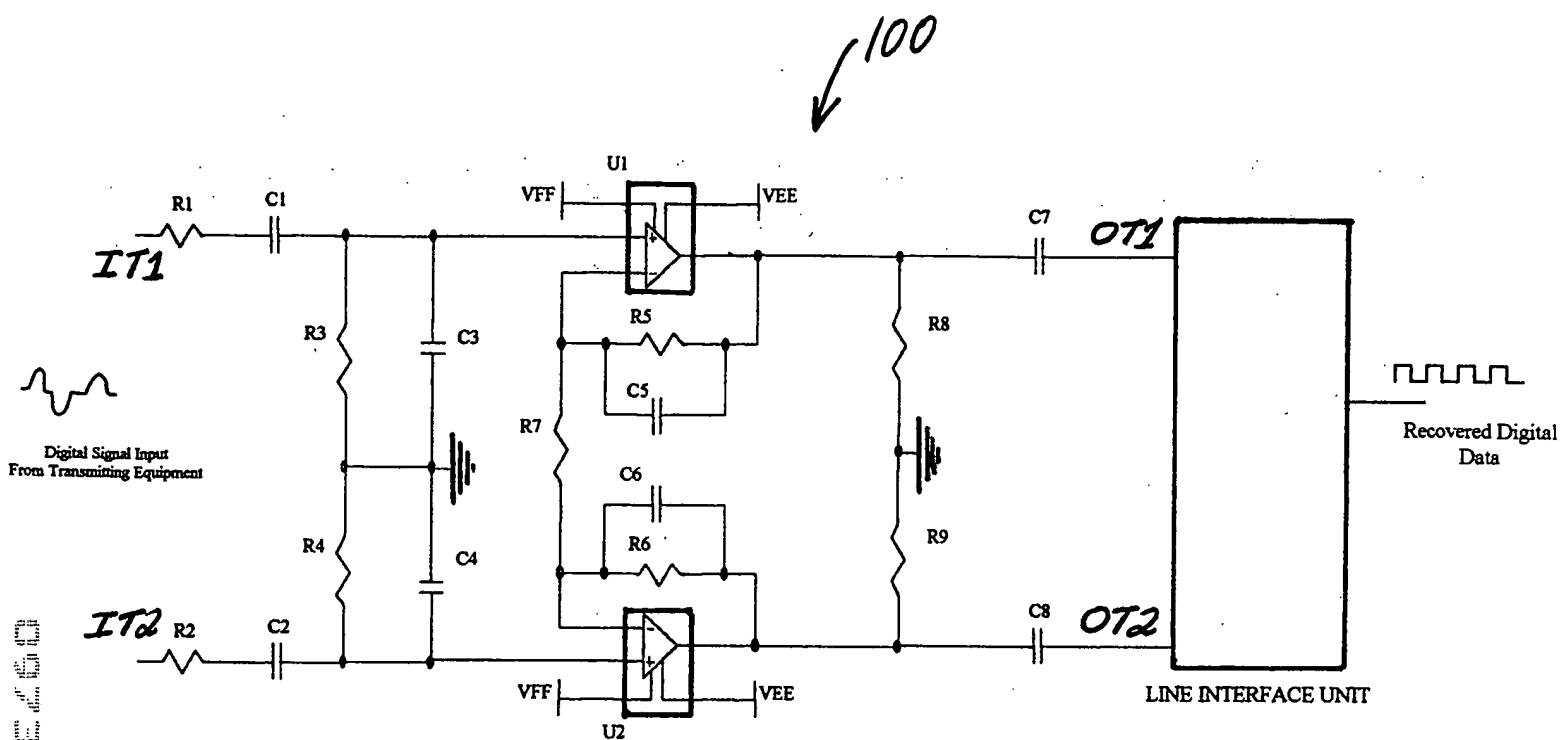 100
U1
VFF
VEE
R1
C1
C7
OT1
IT1
R5
R3
C3
R8
C5
R7
Digital Signal Input
From Transmitting Equipment
Recovered Digital
Data
C6
R4
C4
R6
R9
IT2
R2
C2
C8
OT2
VFF
VEE
U2
LINE INTERFACE UNIT